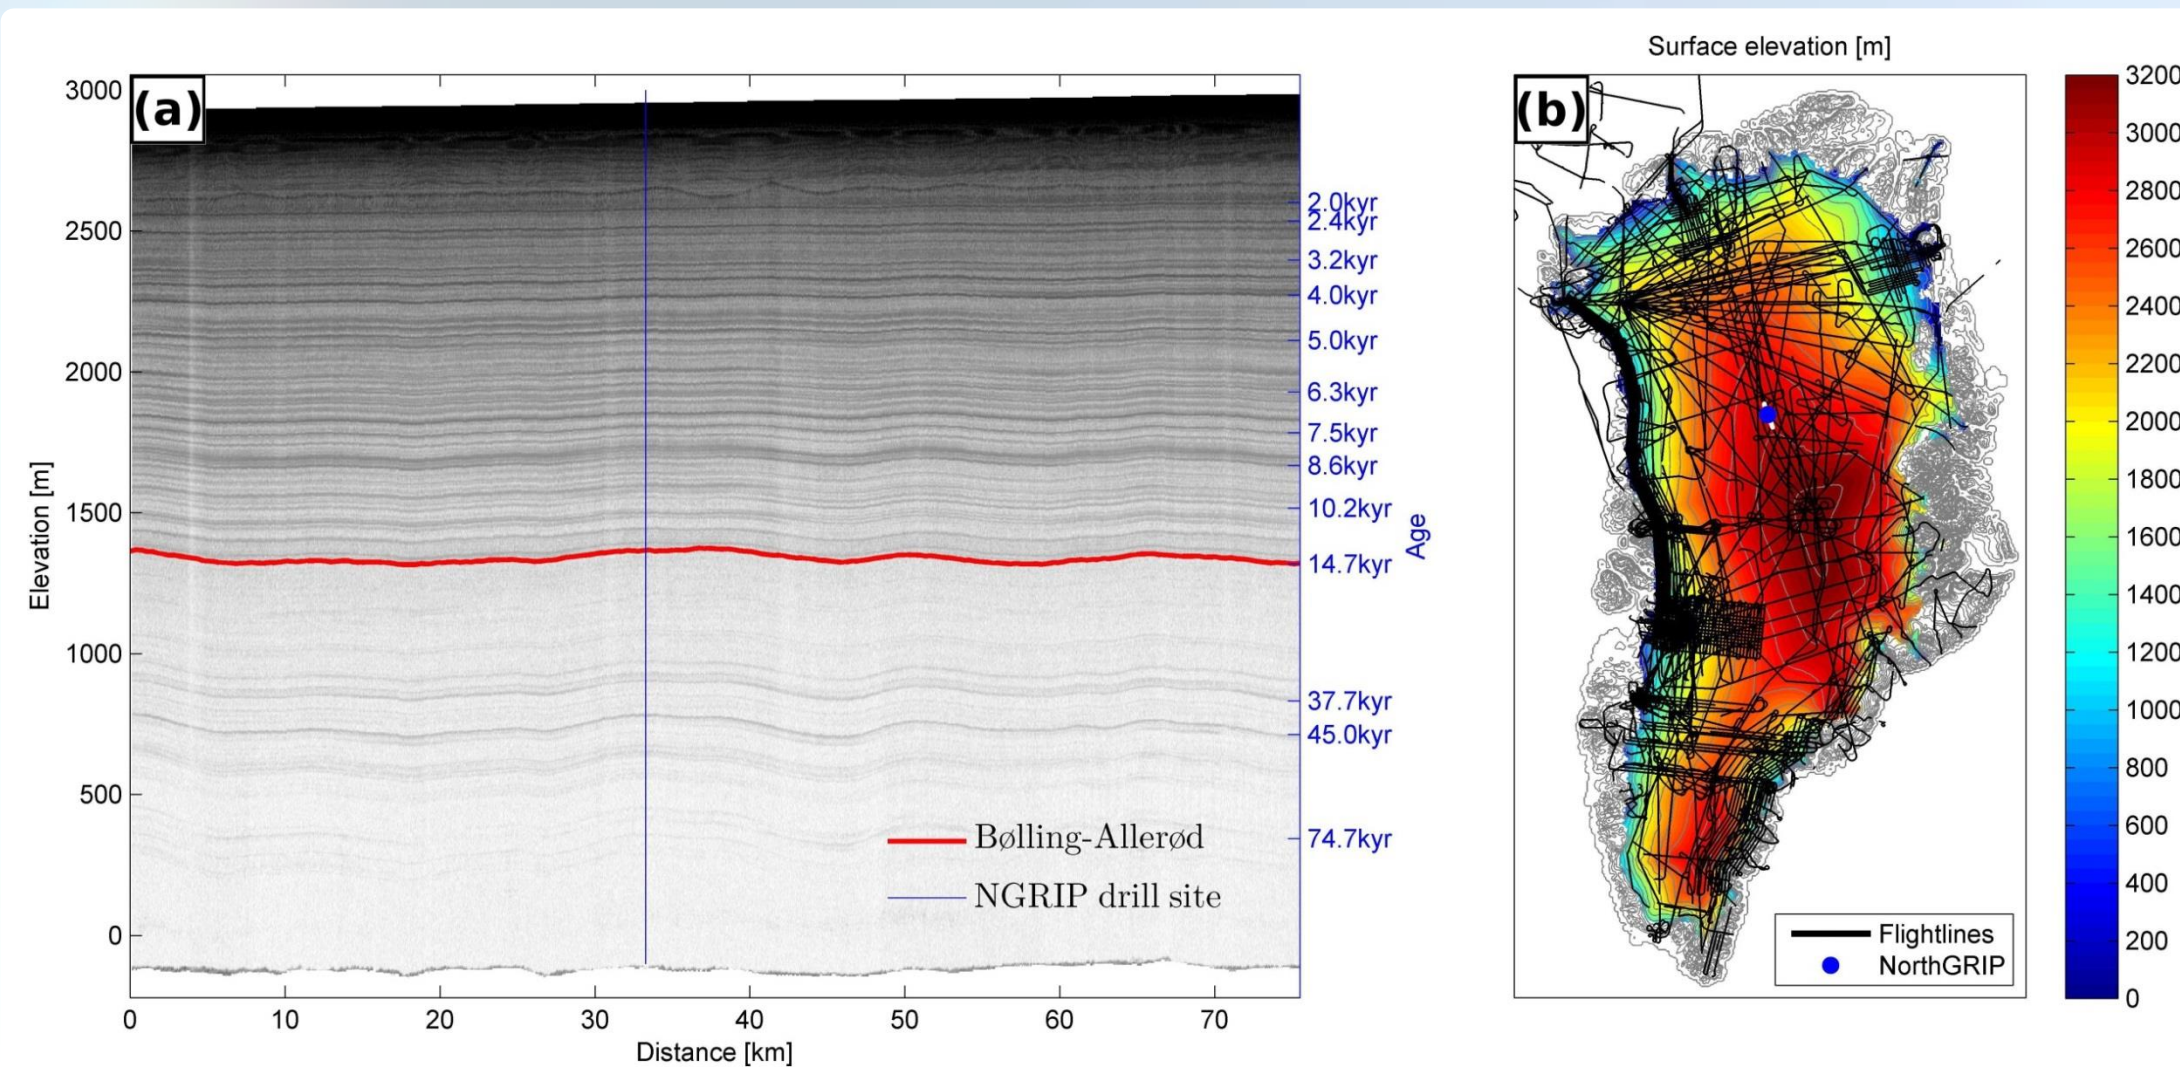 (a)
3000
2500
2000
1500
1000
500
0
Elevation [m]
0 10 20 30 40 50 60 70
Distance [km]
2.0kyr
2.4kyr
3.2kyr
4.0kyr
5.0kyr
6.3kyr
7.5kyr
8.6kyr
10.2kyr
14.7kyr
37.7kyr
45.0kyr
74.7kyr
Age
Bølling-Allerød
NGRIP drill site
Surface elevation [m]
(b)
Flightlines
NorthGRIP
3200
3000
2800
2600
2400
2200
2000
1800
1600
1400
1200
1000
800
600
400
200
0